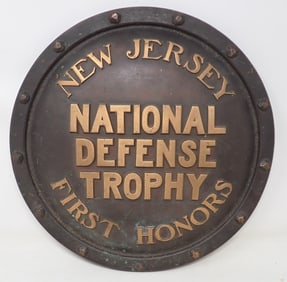 NEW JERSEY
NATIONAL
DEFENSE
TROPHY
FIRST HONORS